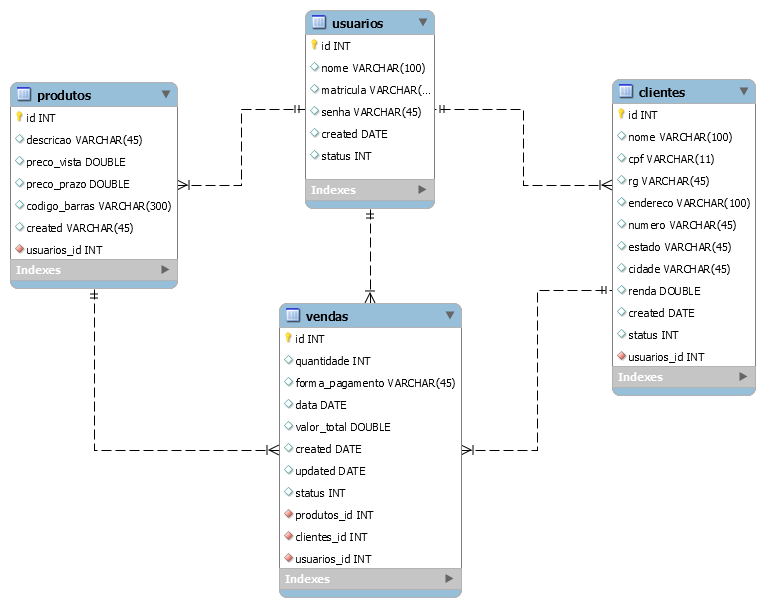 usuarios
id INT
nome VARCHAR(100)
matricula VARCHAR(...
senha VARCHAR(45)
created DATE
status INT
Indexes
produtos
id INT
descricao VARCHAR(45)
preco_vista DOUBLE
preco_prazo DOUBLE
codigo_barras VARCHAR(300)
created VARCHAR(45)
usuarios_id INT
Indexes
clientes
id INT
nome VARCHAR(100)
cpf VARCHAR(11)
rg VARCHAR(45)
endereco VARCHAR(100)
numero VARCHAR(45)
estado VARCHAR(45)
cidade VARCHAR(45)
renda DOUBLE
created DATE
status INT
usuarios_id INT
Indexes
vendas
id INT
quantidade INT
forma_pagamento VARCHAR(45)
data DATE
valor_total DOUBLE
created DATE
updated DATE
status INT
produtos_id INT
clientes_id INT
usuarios_id INT
Indexes